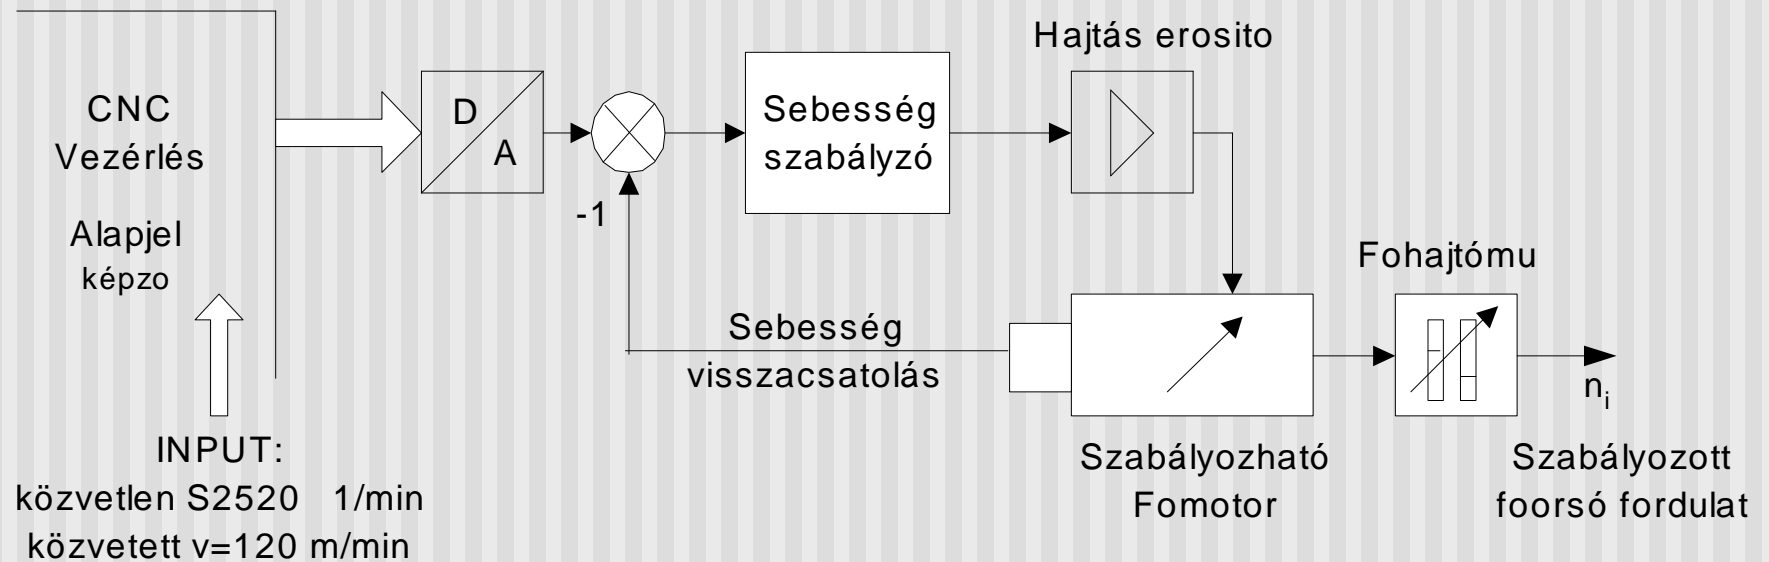 Hajtás erosito
CNC
Vezérlés
Alapjel
képzo
D
A
-1
Sebesség
szabályzó
Fohajtómu
Sebesség
visszacsatolás
ni
INPUT:
közvetlen S2520 1/min
közvetett v=120 m/min
Szabályozható
Fomotor
Szabályozott
foorsó fordulat